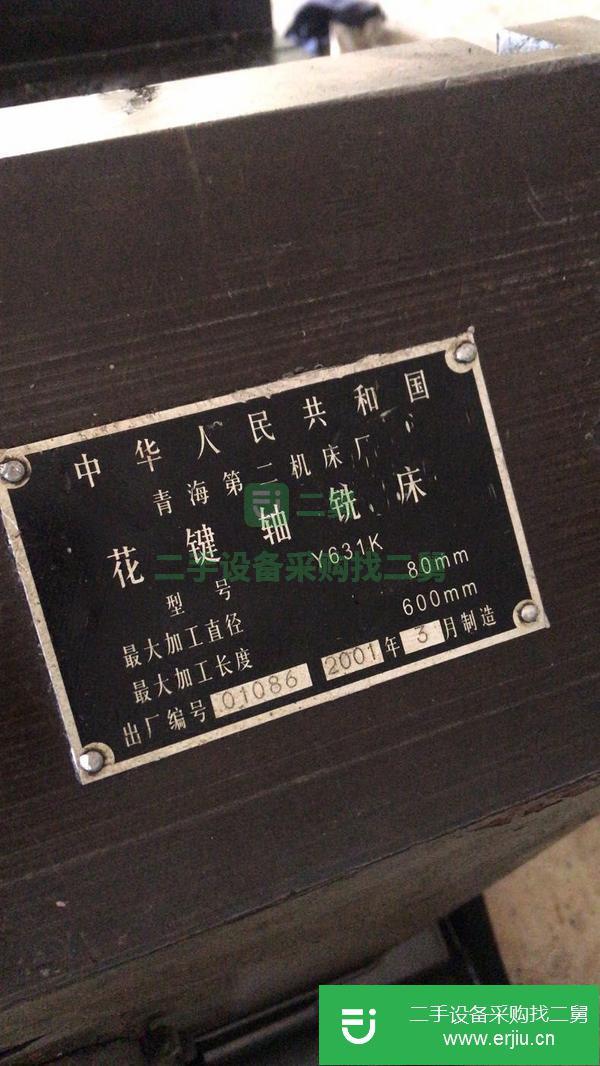 中华人民共和国
青海第二机床厂
花键轴铣床
型号 Y631K
最大加工直径 80mm
最大加工长度 600mm
出厂编号 01086 2001年3月制造
二舅
二手设备采购找二舅
二手设备采购找二舅
www.erjiu.cn